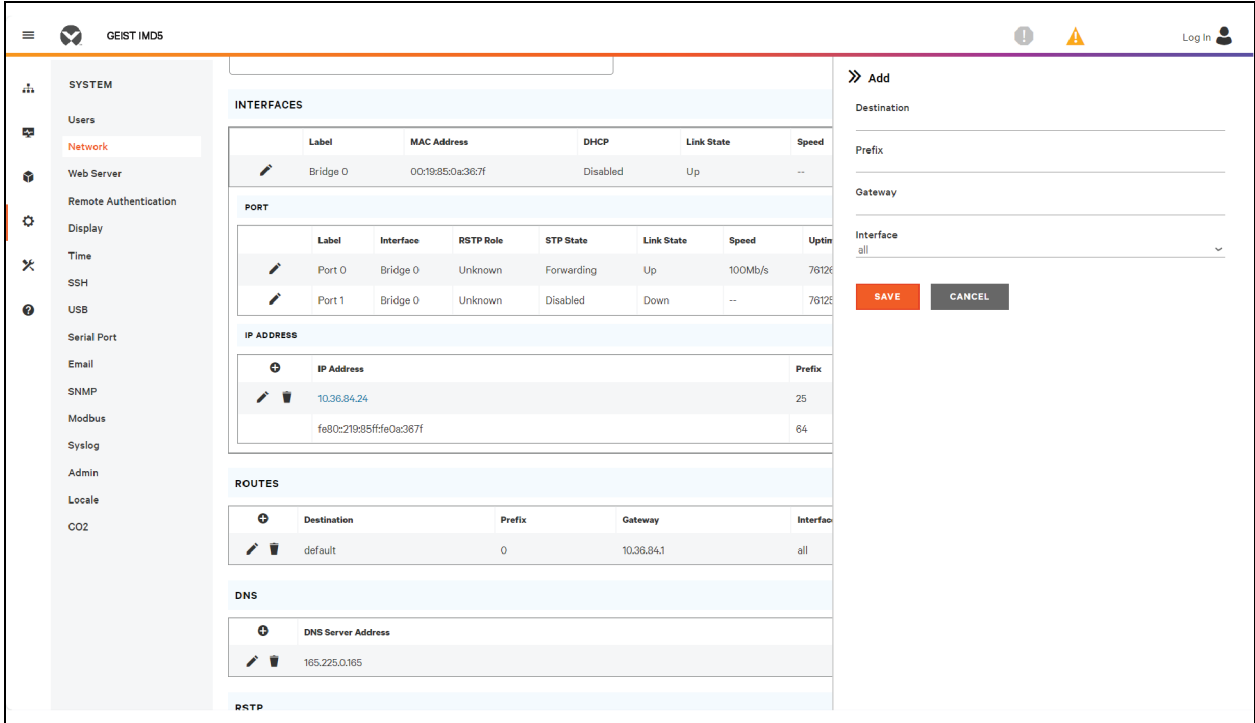 GEIST IMD5
Log In
SYSTEM
Users
Network
Web Server
Remote Authentication
Display
Time
SSH
USB
Serial Port
Email
SNMP
Modbus
Syslog
Admin
Locale
CO2
INTERFACES
Label MAC Address DHCP Link State Speed
Bridge 0 00:19:85:0a:36:7f Disabled Up --
PORT
Label Interface RSTP Role STP State Link State Speed Uptim
Port 0 Bridge 0 Unknown Forwarding Up 100Mb/s 76126
Port 1 Bridge 0 Unknown Disabled Down -- 76125
IP ADDRESS
IP Address Prefix
10.36.84.24 25
fe80::219:85ff:fe0a:367f 64
ROUTES
Destination Prefix Gateway Interfac
default 0 10.36.84.1 all
DNS
DNS Server Address
165.225.0.165
RSTP
Add
Destination
Prefix
Gateway
Interface
all
SAVE CANCEL